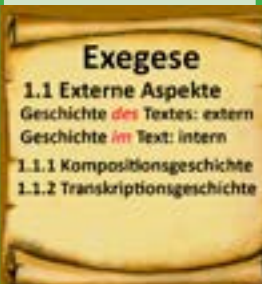 Exegese
1.1 Externe Aspekte
Geschichte des Textes: extern
Geschichte im Text: intern
1.1.1 Kompositionsgeschichte
1.1.2 Transkriptionsgeschichte